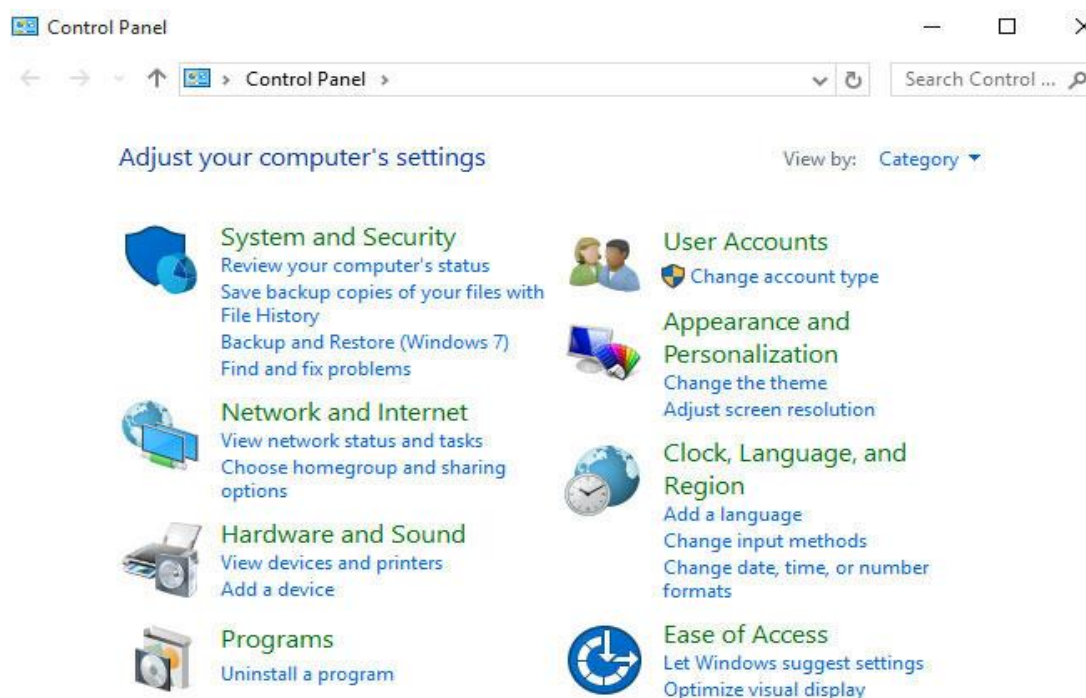 Control Panel
Control Panel
Search Control ...
Adjust your computer's settings
View by: Category
System and Security
Review your computer's status
Save backup copies of your files with
File History
Backup and Restore (Windows 7)
Find and fix problems
Network and Internet
View network status and tasks
Choose homegroup and sharing
options
Hardware and Sound
View devices and printers
Add a device
Programs
Uninstall a program
User Accounts
Change account type
Appearance and
Personalization
Change the theme
Adjust screen resolution
Clock, Language, and
Region
Add a language
Change input methods
Change date, time, or number
formats
Ease of Access
Let Windows suggest settings
Optimize visual display